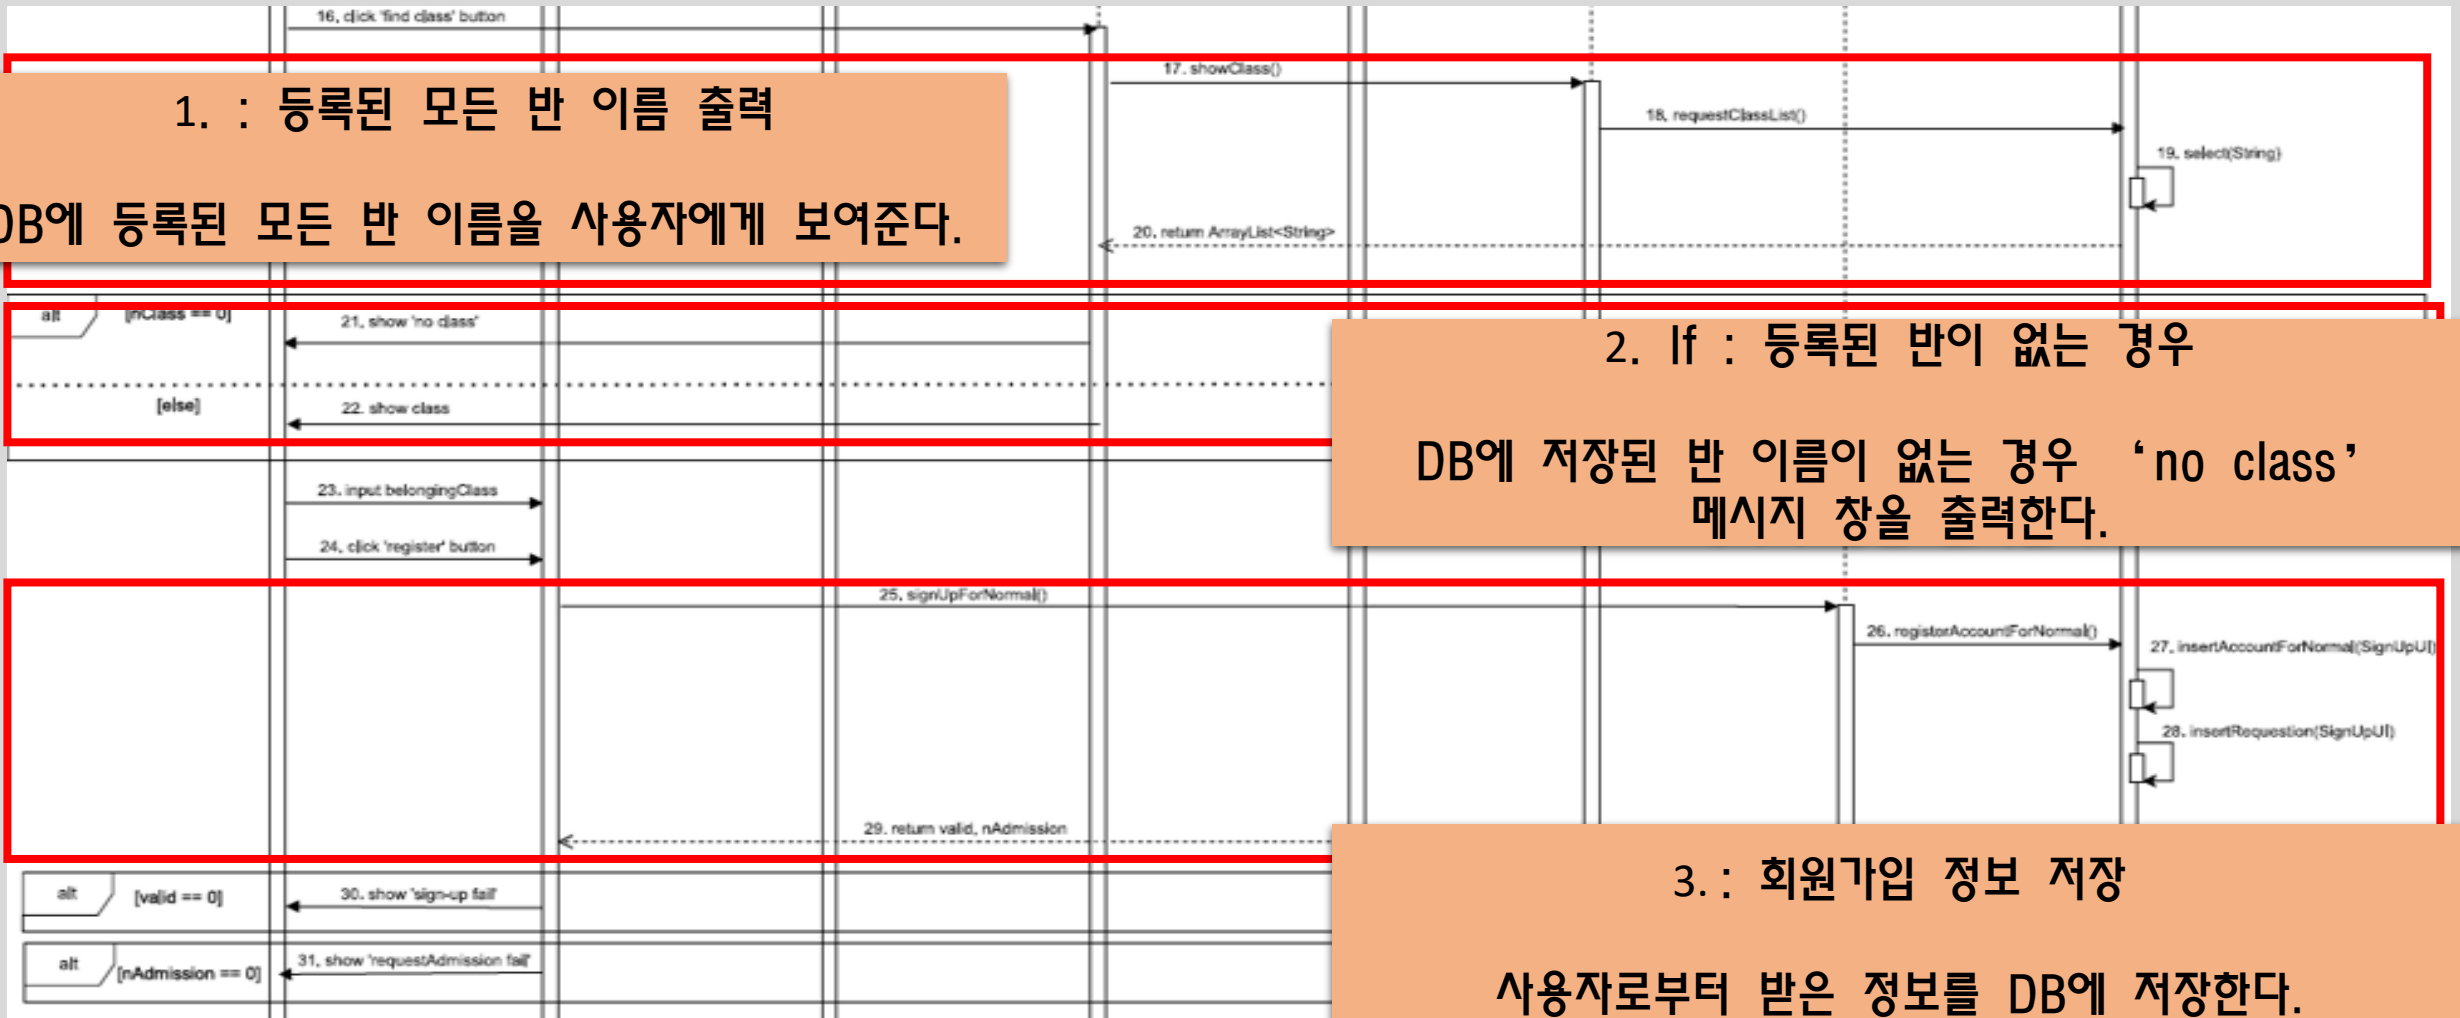 16. click 'find class' button
17. showClass()
1. : 등록된 모든 반 이름 출력
18. requestClassList()
19. select(String)
DB에 등록된 모든 반 이름을 사용자에게 보여준다.
20. return ArrayList<String>
alt
[nClass == 0]
21. show 'no class'
2. If : 등록된 반이 없는 경우
[else]
22. show class
DB에 저장된 반 이름이 없는 경우 ‘no class’
메시지 창을 출력한다.
23. input belongingClass
24. click 'register' button
25. signUpForNormal()
26. registerAccountForNormal()
27. insertAccountForNormal(SignUpUI)
28. insertRequestion(SignUpUI)
29. return valid, nAdmission
3. : 회원가입 정보 저장
alt
[valid == 0]
30. show 'sign-up fail'
alt
[nAdmission == 0]
31. show 'requestAdmission fail'
사용자로부터 받은 정보를 DB에 저장한다.